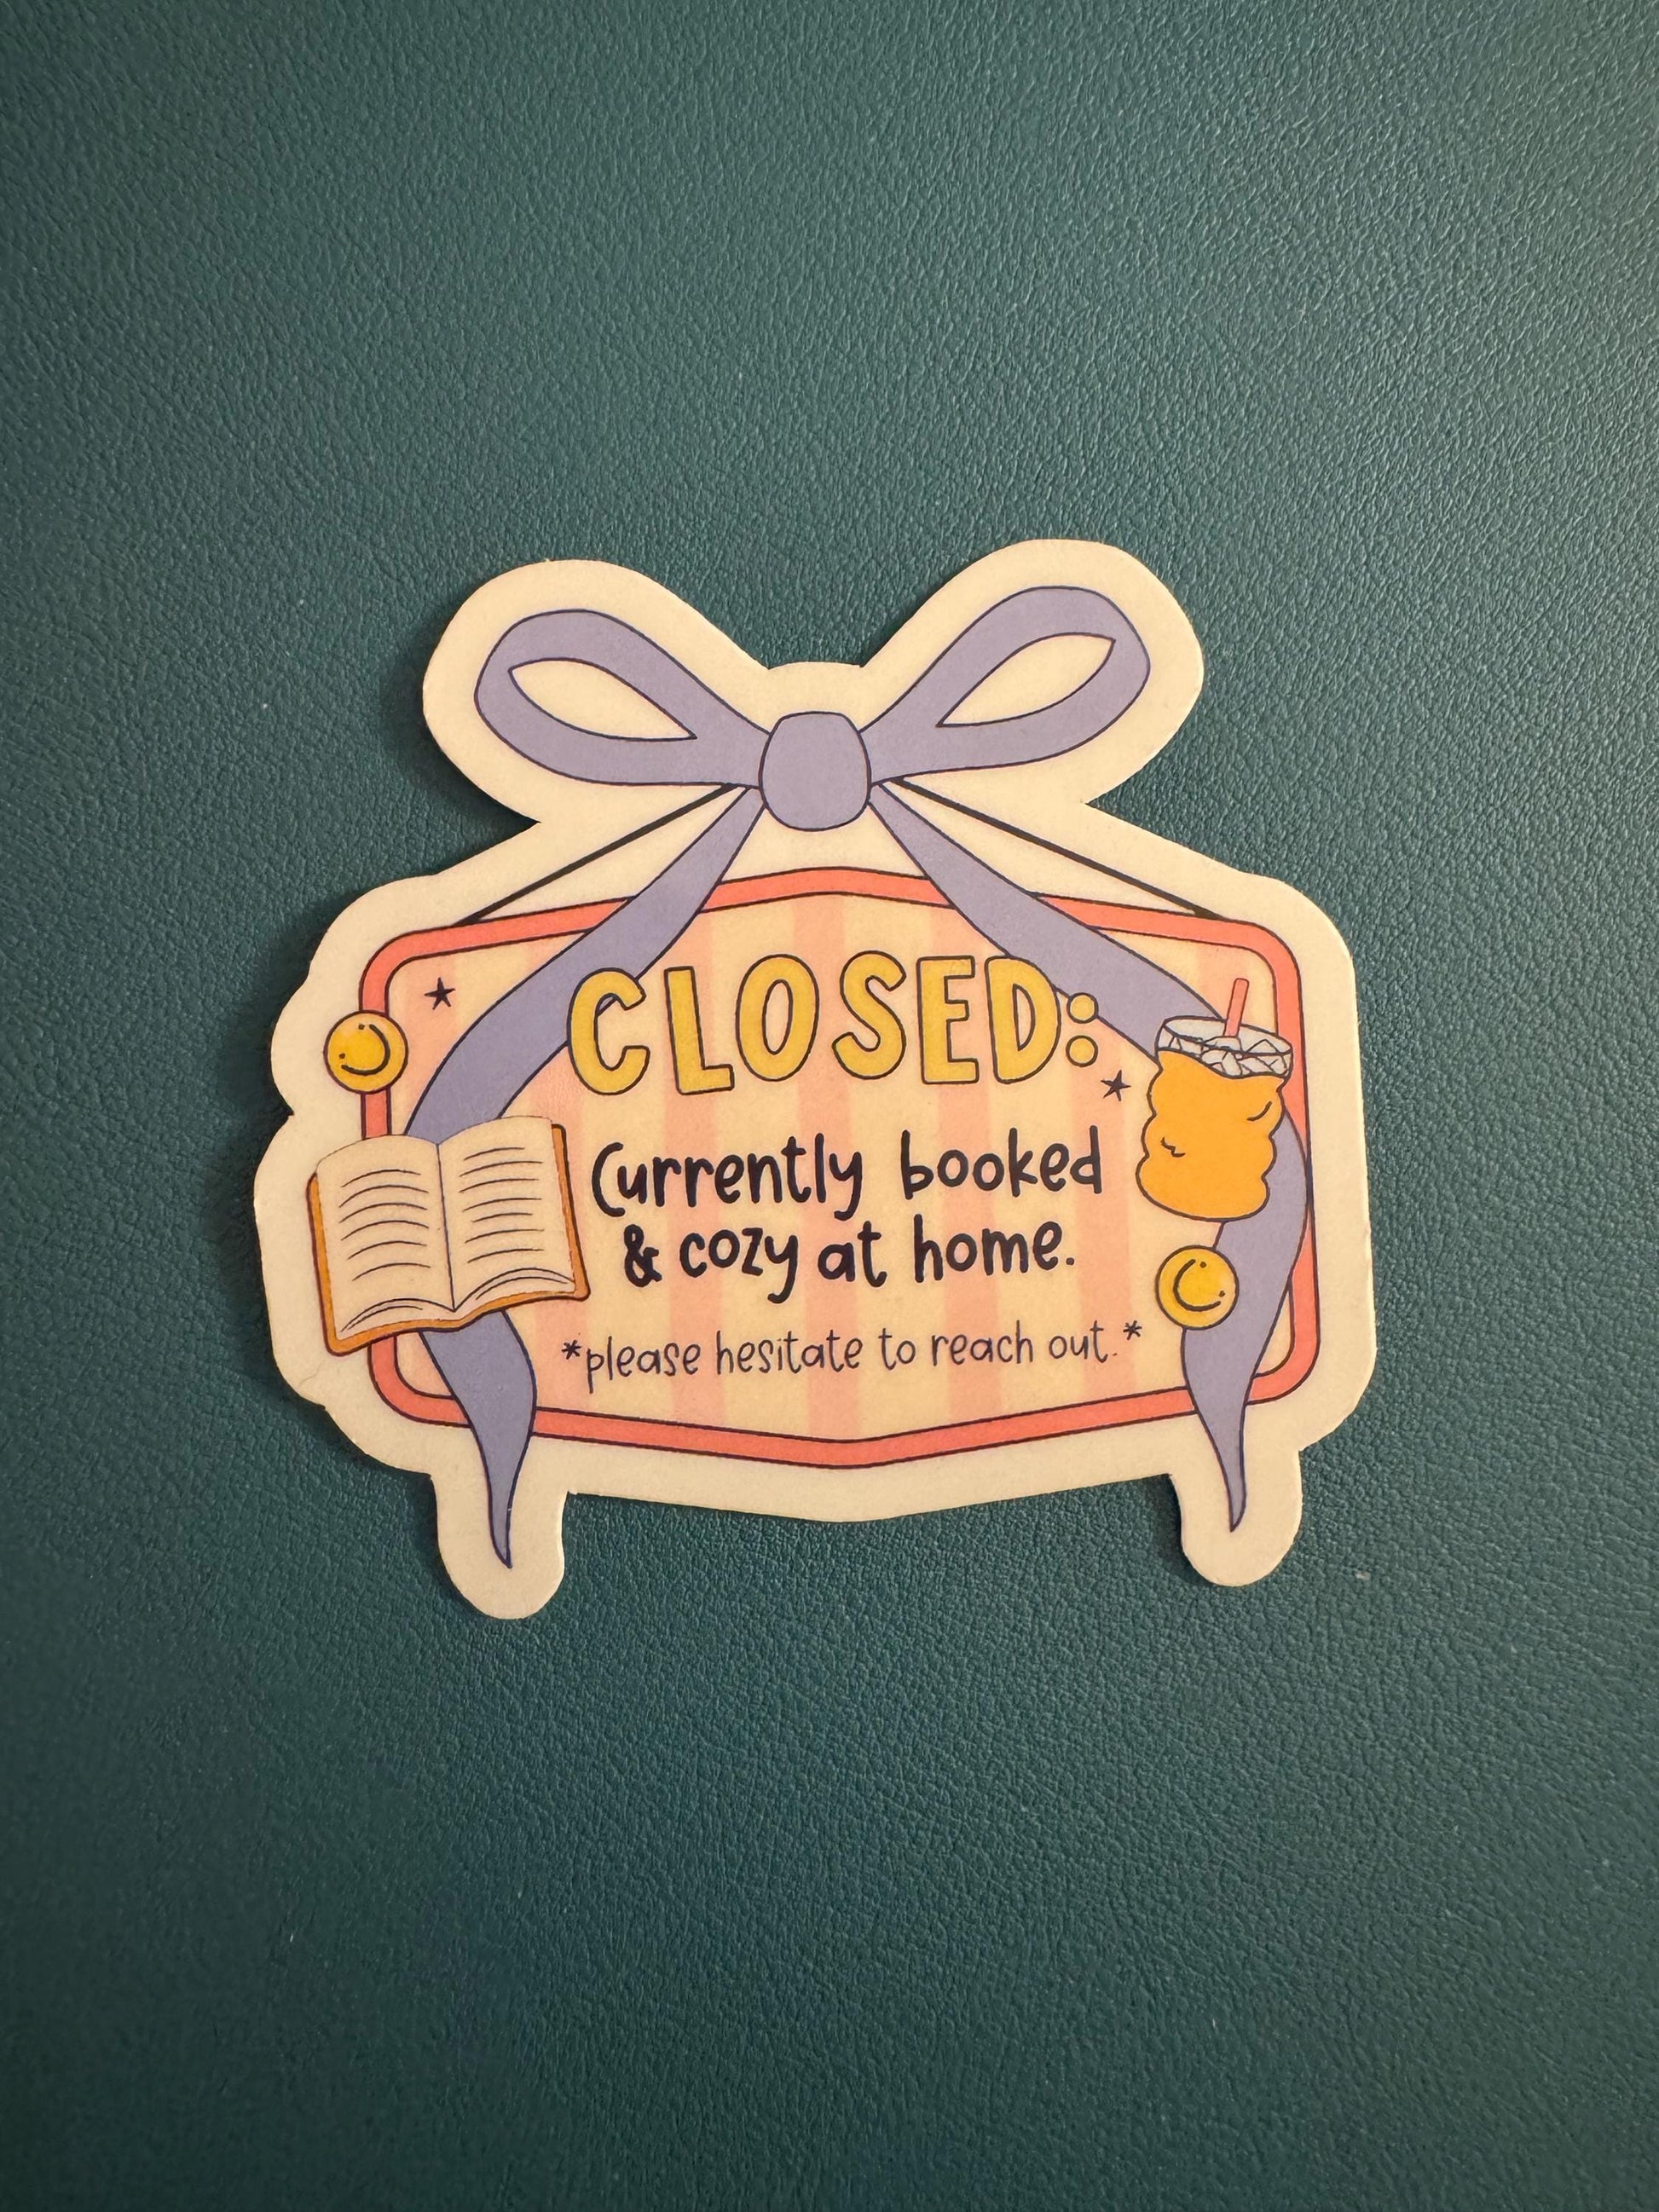 CLOSED:
Currently booked
& cozy at home.
*please hesitate to reach out.*